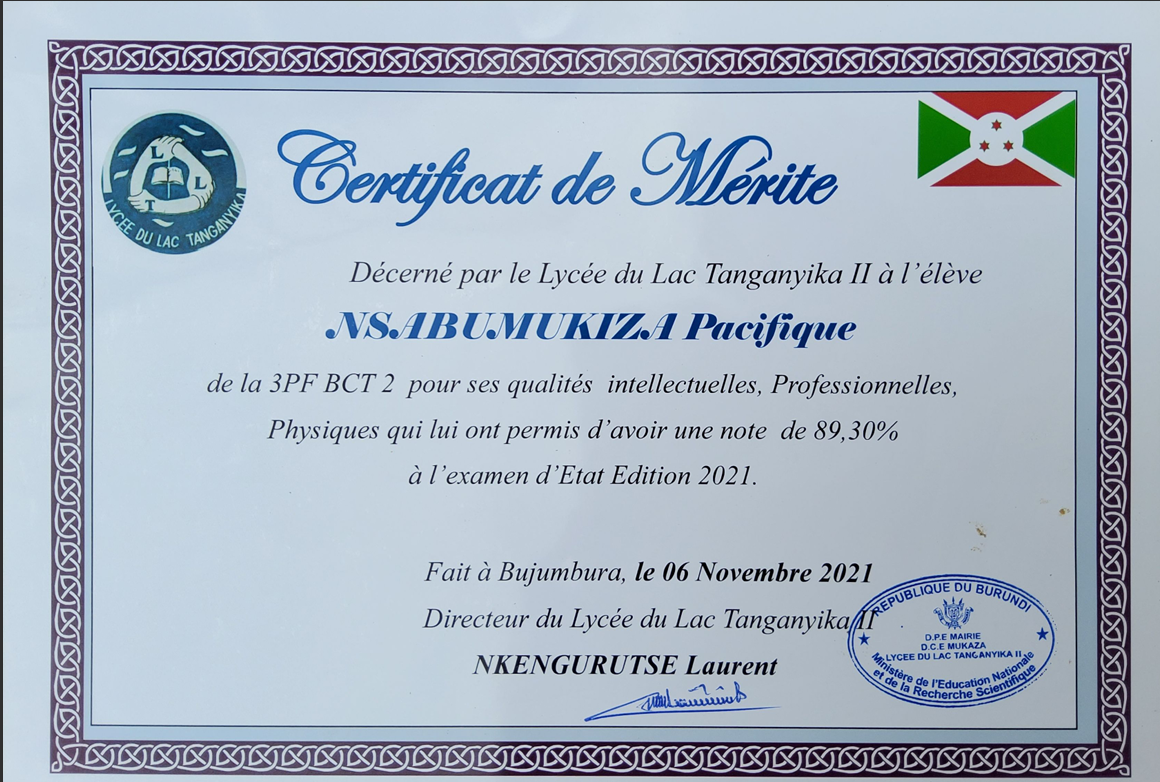 L L T
LYCEE DU LAC TANGANYIKA
Certificat de Mérite
Décerné par le Lycée du Lac Tanganyika II à l'élève
NSABUMUKIZA Pacifique
de la 3PF BCT 2 pour ses qualités intellectuelles, Professionnelles,
Physiques qui lui ont permis d'avoir une note de 89,30%
à l'examen d'Etat Edition 2021.
Fait à Bujumbura, le 06 Novembre 2021
Directeur du Lycée du Lac Tanganyika II
NKENGURUTSE Laurent
REPUBLIQUE DU BURUNDI
D.P.E MAIRIE
D.C.E MUKAZA
LYCEE DU LAC TANGANYIKA II
Ministère de l'Education Nationale
et de la Recherche Scientifique